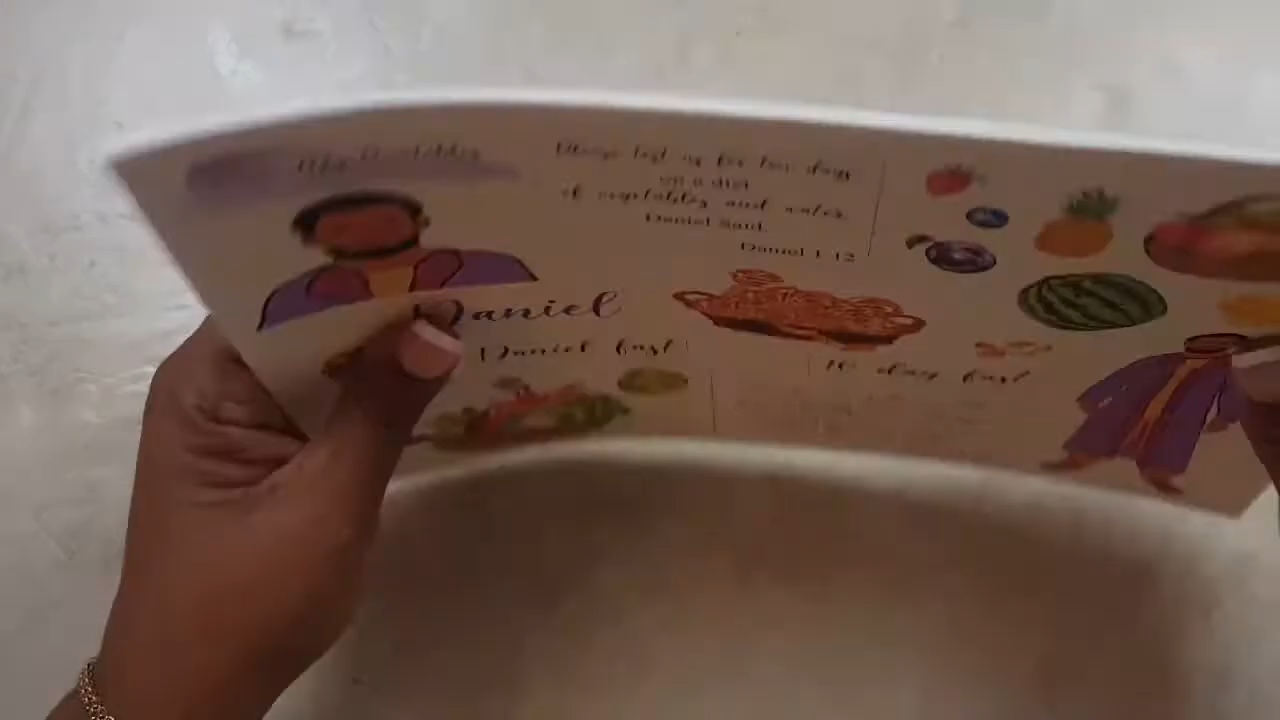 Please test us for ten days
on a diet
of vegetables and water.
Daniel Said.
Daniel 1:12
Daniel
Daniel fast
10 day fast